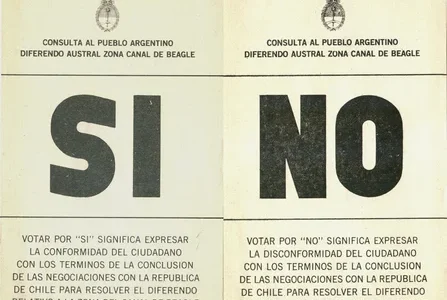 CONSULTA AL PUEBLO ARGENTINO
DIFERENDO AUSTRAL ZONA CANAL DE BEAGLE
SI
VOTAR POR "SI" SIGNIFICA EXPRESAR
LA CONFORMIDAD DEL CIUDADANO
CON LOS TERMINOS DE LA CONCLUSION
DE LAS NEGOCIACIONES CON LA REPUBLICA
DE CHILE PARA RESOLVER EL DIFERENDO
CONSULTA AL PUEBLO ARGENTINO
DIFERENDO AUSTRAL ZONA CANAL DE BEAGLE
NO
VOTAR POR "NO" SIGNIFICA EXPRESAR
LA DISCONFORMIDAD DEL CIUDADANO
CON LOS TERMINOS DE LA CONCLUSION
DE LAS NEGOCIACIONES CON LA REPUBLICA
DE CHILE PARA RESOLVER EL DIFERENDO